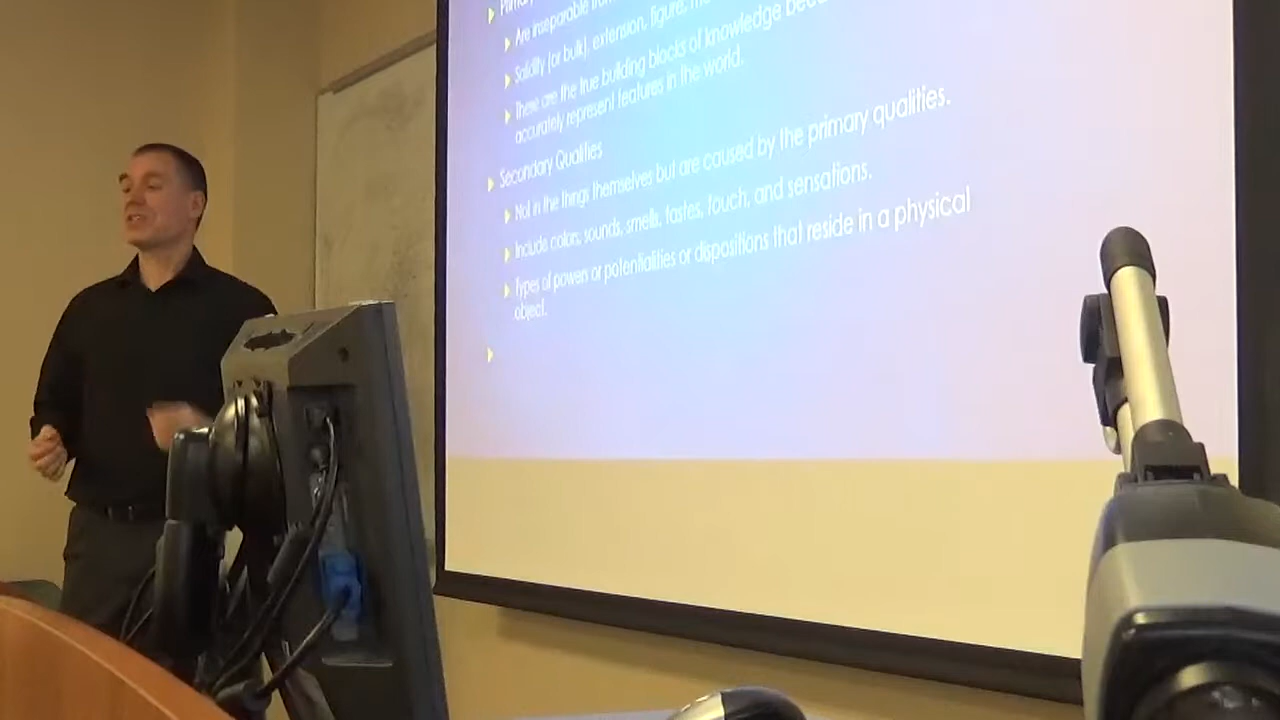 Are inseparable from
Solidity (or bulk), extension, figure,
These are the true building blocks of knowledge
accurately represent features in the world.
Secondary Qualities
Not in the things themselves but are caused by the primary qualities.
Include colors, sounds, smells, tastes, touch, and sensations.
Types of powers or potentialities or dispositions that reside in a physical
object.